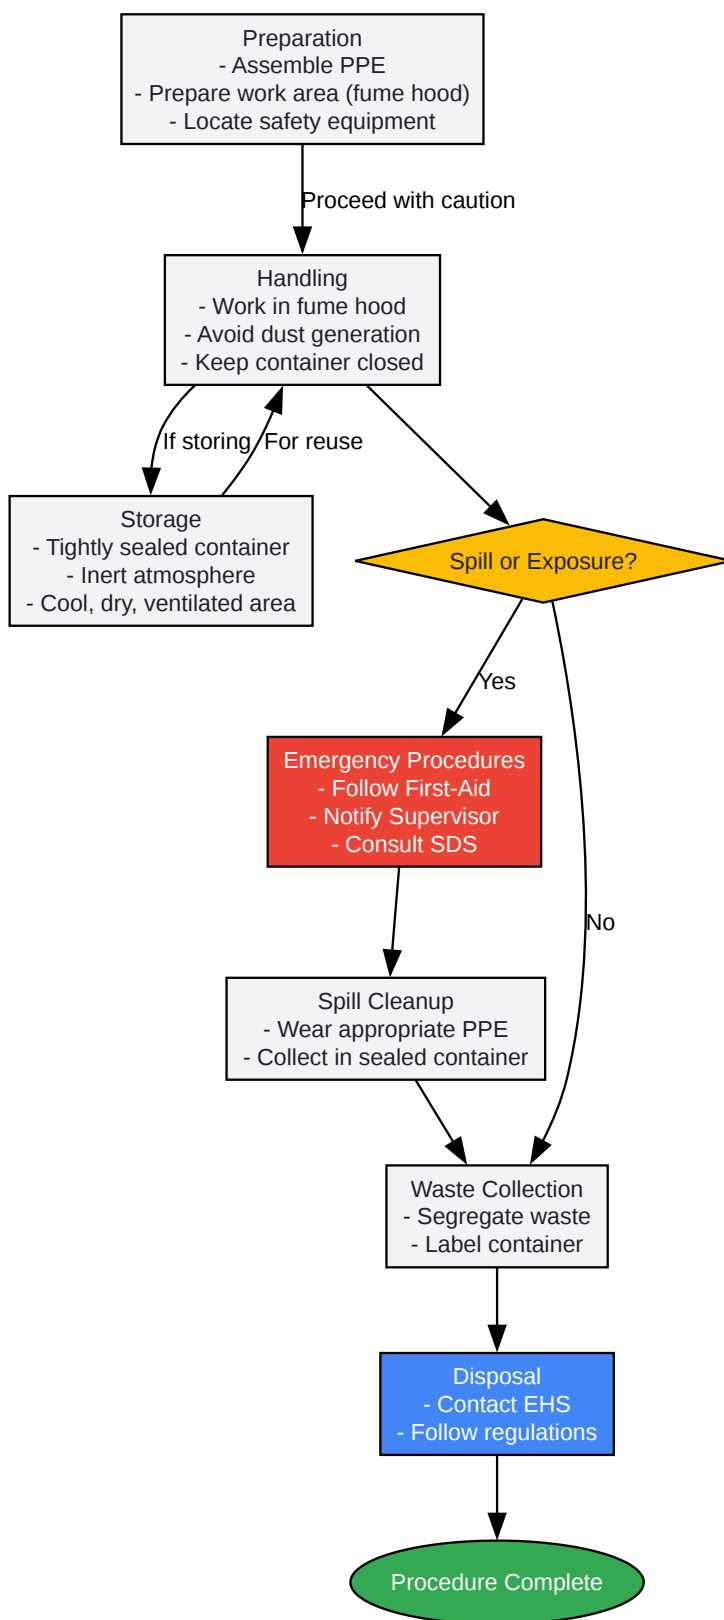 Preparation
- Assemble PPE
- Prepare work area (fume hood)
- Locate safety equipment
Proceed with caution
Handling
- Work in fume hood
- Avoid dust generation
- Keep container closed
If storing
For reuse
Storage
- Tightly sealed container
- Inert atmosphere
- Cool, dry, ventilated area
Spill or Exposure?
Yes
Emergency Procedures
- Follow First-Aid
- Notify Supervisor
- Consult SDS
No
Spill Cleanup
- Wear appropriate PPE
- Collect in sealed container
Waste Collection
- Segregate waste
- Label container
Disposal
- Contact EHS
- Follow regulations
Procedure Complete